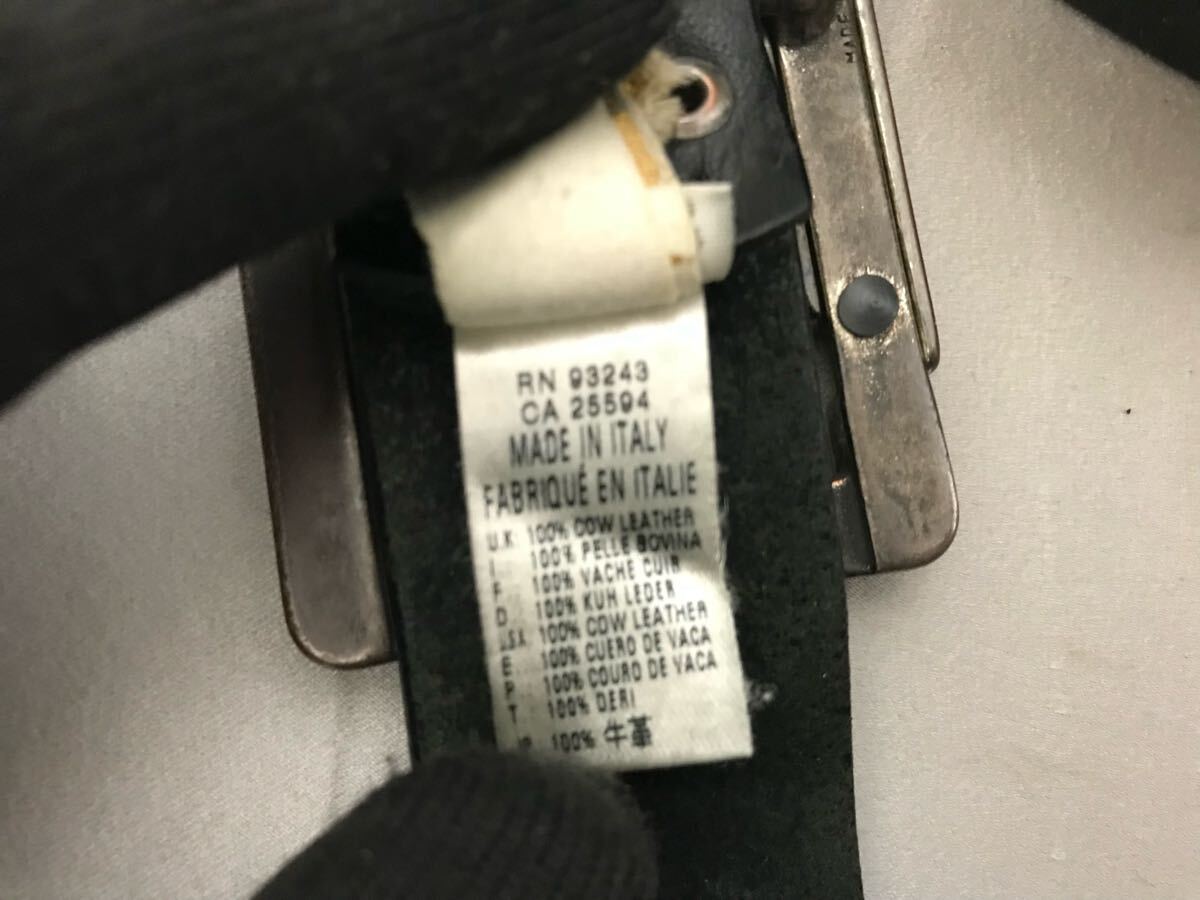 MADE
RN 93243
CA 25594
MADE IN ITALY
FABRIQUÉ EN ITALIE
U.K 100% COW LEATHER
I 100% PELLE BOVINA
F 100% VACHE CUIR
D 100% KUH LEDER
U.S.A. 100% COW LEATHER
E 100% CUERO DE VACA
P 100% COURO DE VACA
T 100% DERI
JP 100% 牛革